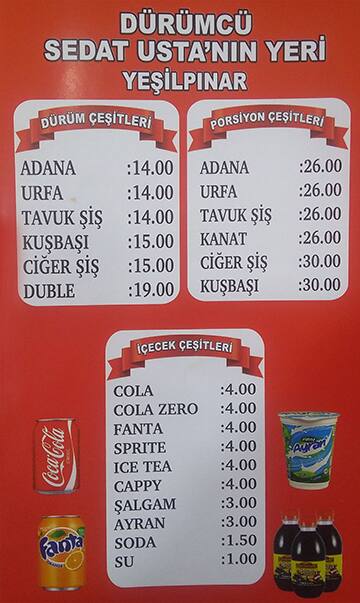 DÜRÜMCÜ
SEDAT USTA'NIN YERİ
YEŞİLPINAR
DÜRÜM ÇEŞİTLERİ
ADANA :14.00
URFA :14.00
TAVUK ŞİŞ :14.00
KUŞBAŞI :15.00
CİĞER ŞİŞ :15.00
DUBLE :19.00
PORSİYON ÇEŞİTLERİ
ADANA :26.00
URFA :26.00
TAVUK ŞİŞ :26.00
KANAT :26.00
CİĞER ŞİŞ :30.00
KUŞBAŞI :30.00
İÇECEK ÇEŞİTLERİ
COLA :4.00
COLA ZERO :4.00
FANTA :4.00
SPRITE :4.00
ICE TEA :4.00
CAPPY :4.00
ŞALGAM :3.00
AYRAN :3.00
SODA :1.50
SU :1.00
Coca-Cola
Fanta
Ayran